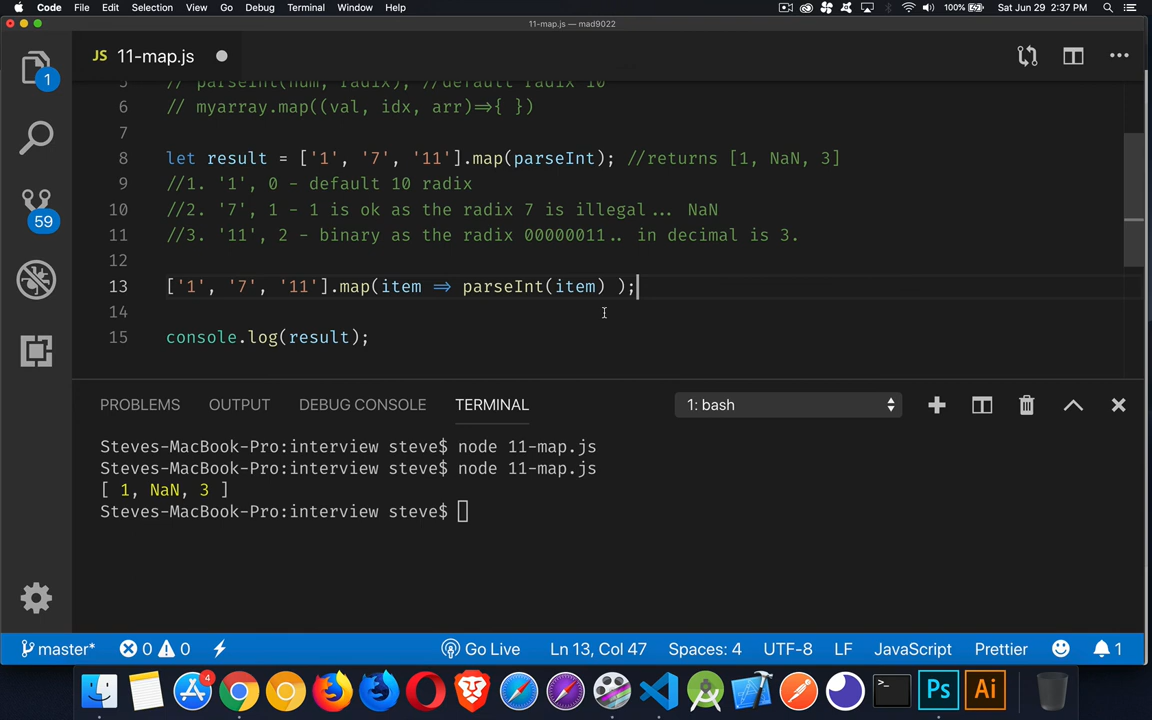 Code File Edit Selection View Go Debug Terminal Window Help 100% Sat Jun 29 2:37 PM
11-map.js — mad9022
JS 11-map.js
1
5 // parseInt(num, radix); //default radix 10
6 // myarray.map((val, idx, arr)=>{ })
7
8 let result = ['1', '7', '11'].map(parseInt); //returns [1, NaN, 3]
9 //1. '1', 0 - default 10 radix
10 //2. '7', 1 - 1 is ok as the radix 7 is illegal... NaN
59
11 //3. '11', 2 - binary as the radix 00000011.. in decimal is 3.
12
13 ['1', '7', '11'].map(item => parseInt(item) );
14
15 console.log(result);
PROBLEMS OUTPUT DEBUG CONSOLE TERMINAL 1: bash
Steves-MacBook-Pro:interview steve$ node 11-map.js
Steves-MacBook-Pro:interview steve$ node 11-map.js
[ 1, NaN, 3 ]
Steves-MacBook-Pro:interview steve$
master* 0 0 Go Live Ln 13, Col 47 Spaces: 4 UTF-8 LF JavaScript Prettier 1
4
>_
Ps
Ai